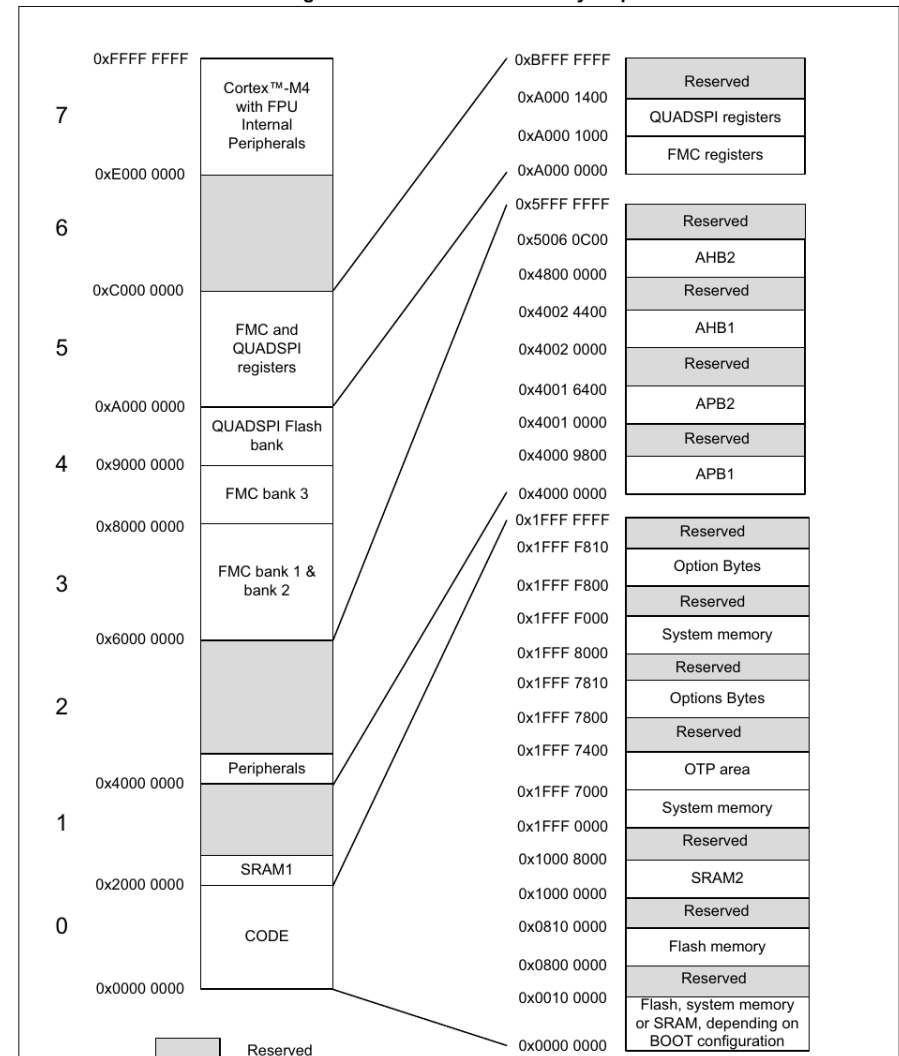 0xFFFF FFFF
7
Cortex™-M4
with FPU
Internal
Peripherals
0xE000 0000
6
0xC000 0000
5
FMC and
QUADSPI
registers
0xA000 0000
QUADSPI Flash
bank
4
0x9000 0000
FMC bank 3
0x8000 0000
3
FMC bank 1 &
bank 2
0x6000 0000
2
Peripherals
0x4000 0000
1
SRAM1
0x2000 0000
0
CODE
0x0000 0000
Reserved
0xBFFF FFFF
Reserved
0xA000 1400
QUADSPI registers
0xA000 1000
FMC registers
0xA000 0000
0x5FFF FFFF
Reserved
0x5006 0C00
AHB2
0x4800 0000
Reserved
0x4002 4400
AHB1
0x4002 0000
Reserved
0x4001 6400
APB2
0x4001 0000
Reserved
0x4000 9800
APB1
0x4000 0000
0x1FFF FFFF
Reserved
0x1FFF F810
Option Bytes
0x1FFF F800
Reserved
0x1FFF F000
System memory
0x1FFF 8000
Reserved
0x1FFF 7810
Options Bytes
0x1FFF 7800
Reserved
0x1FFF 7400
OTP area
0x1FFF 7000
System memory
0x1FFF 0000
Reserved
0x1000 8000
SRAM2
0x1000 0000
Reserved
0x0810 0000
Flash memory
0x0800 0000
Reserved
0x0010 0000
Flash, system memory
or SRAM, depending on
BOOT configuration
0x0000 0000